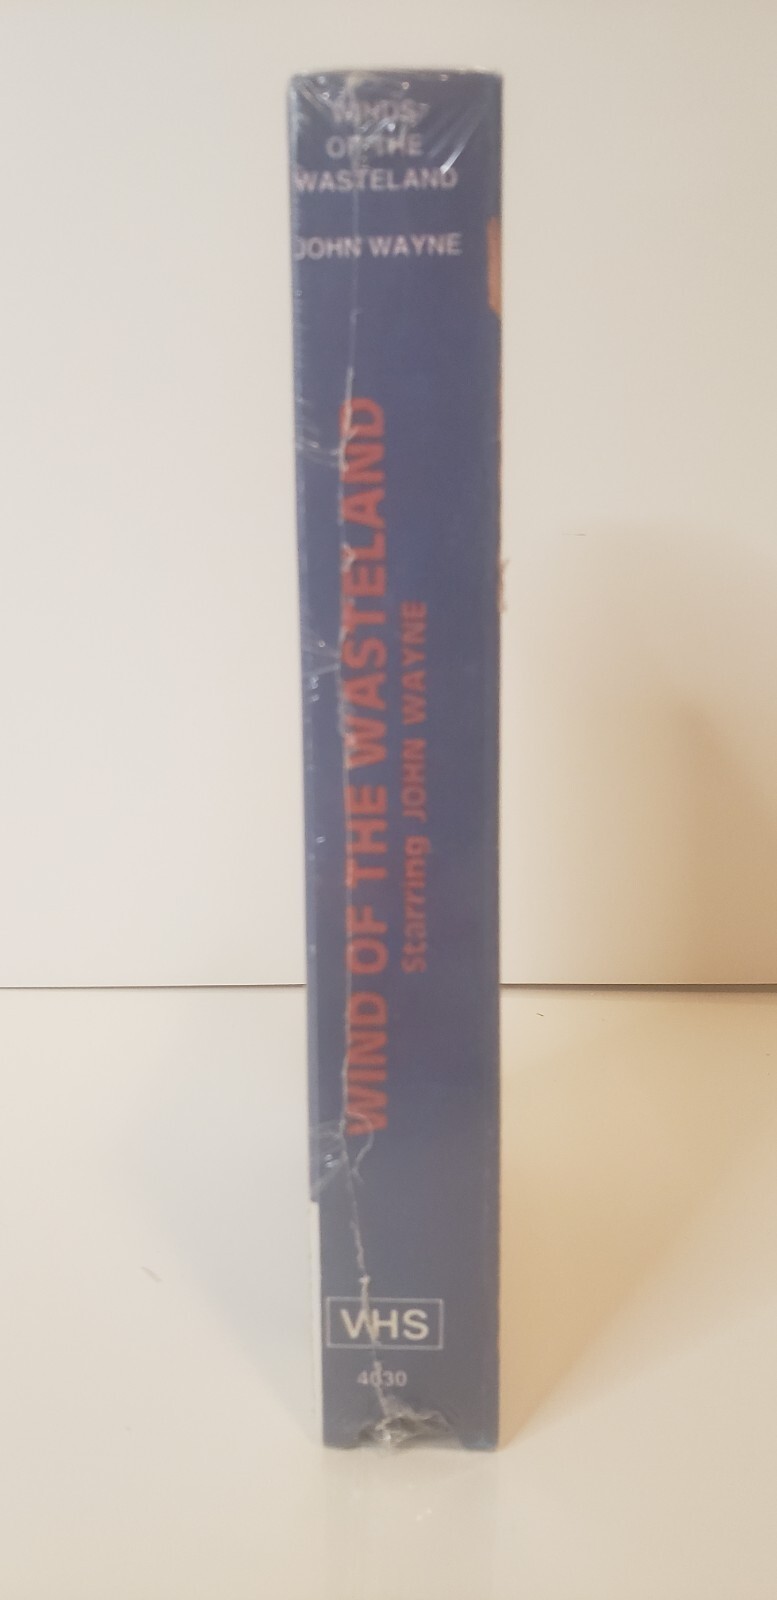 WINDS
OF THE
WASTELAND
JOHN WAYNE
WIND OF THE WASTELAND
Starring JOHN WAYNE
VHS
4030